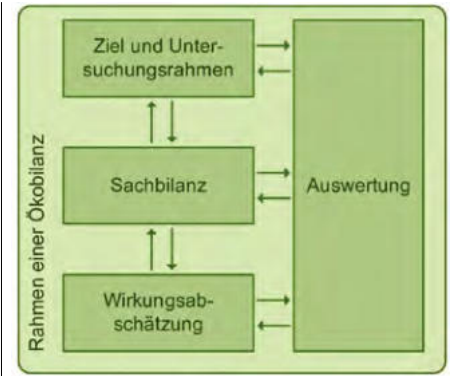 Rahmen einer Ökobilanz
Ziel und Unter-
suchungsrahmen
Sachbilanz
Wirkungsab-
schätzung
Auswertung